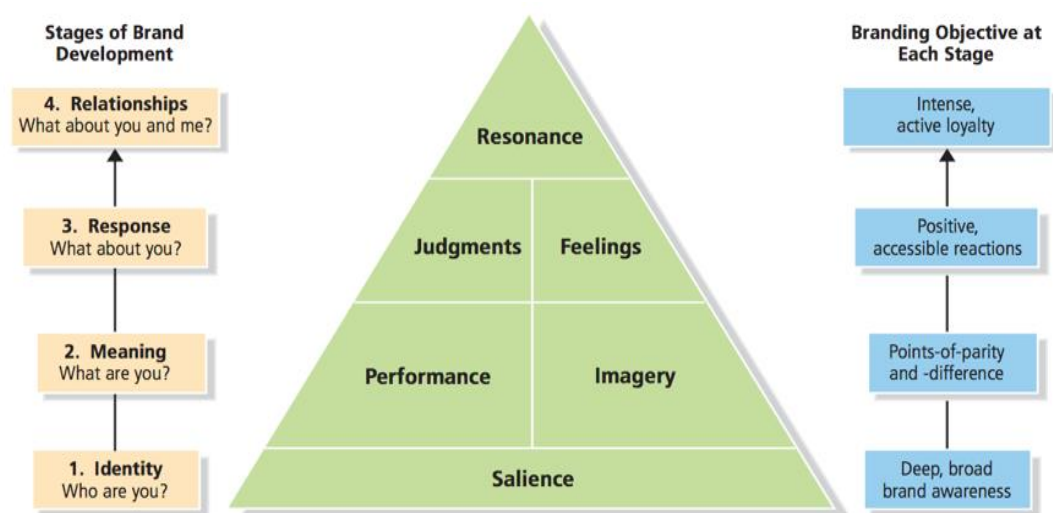 Stages of Brand
Development
4. Relationships
What about you and me?
3. Response
What about you?
2. Meaning
What are you?
1. Identity
Who are you?
Resonance
Judgments
Feelings
Performance
Imagery
Salience
Branding Objective at
Each Stage
Intense,
active loyalty
Positive,
accessible reactions
Points-of-parity
and -difference
Deep, broad
brand awareness